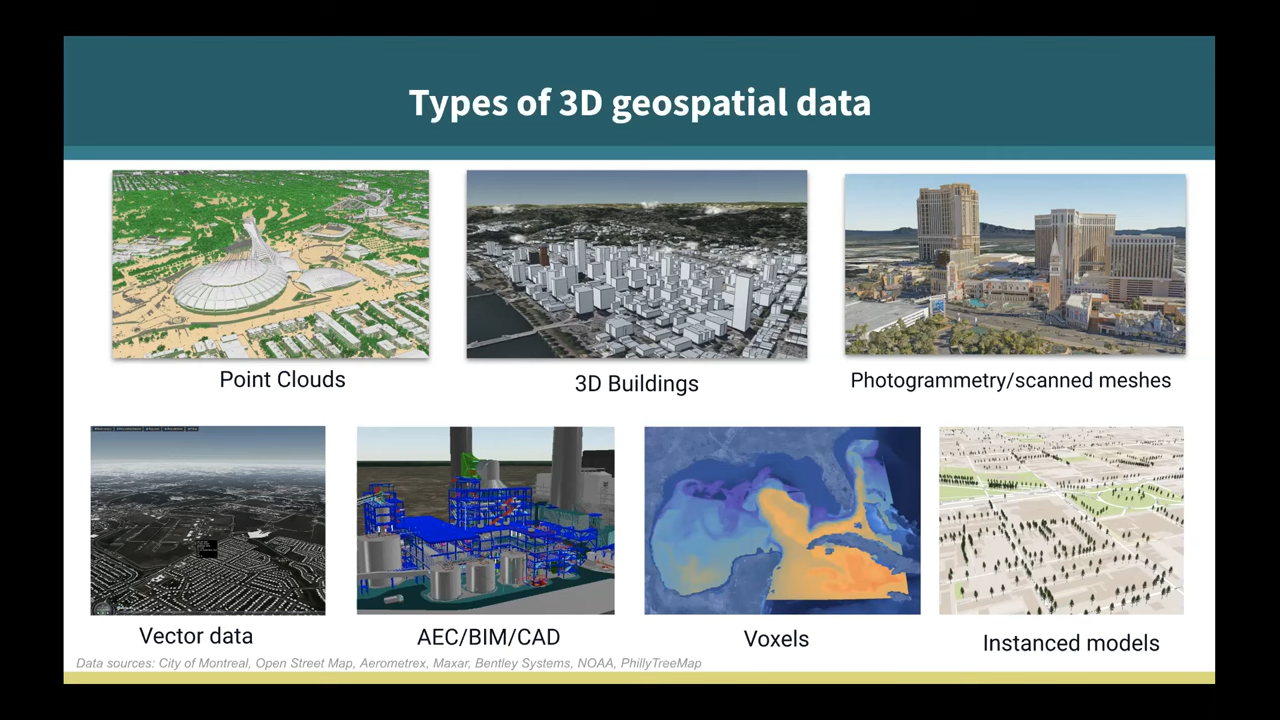 Types of 3D geospatial data
Point Clouds
3D Buildings
Photogrammetry/scanned meshes
Vector data
AEC/BIM/CAD
Voxels
Instanced models
Data sources: City of Montreal, Open Street Map, Aerometrex, Maxar, Bentley Systems, NOAA, PhillyTreeMap